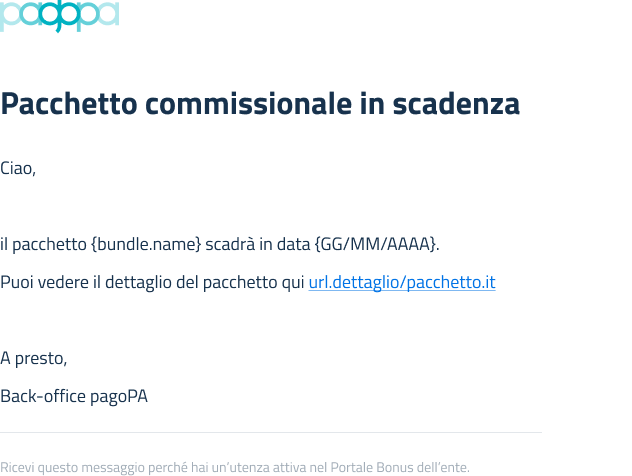 pagopa
Pacchetto commissionale in scadenza
Ciao,
il pacchetto {bundle.name} scadrà in data {GG/MM/AAAA}.
Puoi vedere il dettaglio del pacchetto qui url.dettaglio/pacchetto.it
A presto,
Back-office pagoPA
Ricevi questo messaggio perché hai un’utenza attiva nel Portale Bonus dell’ente.